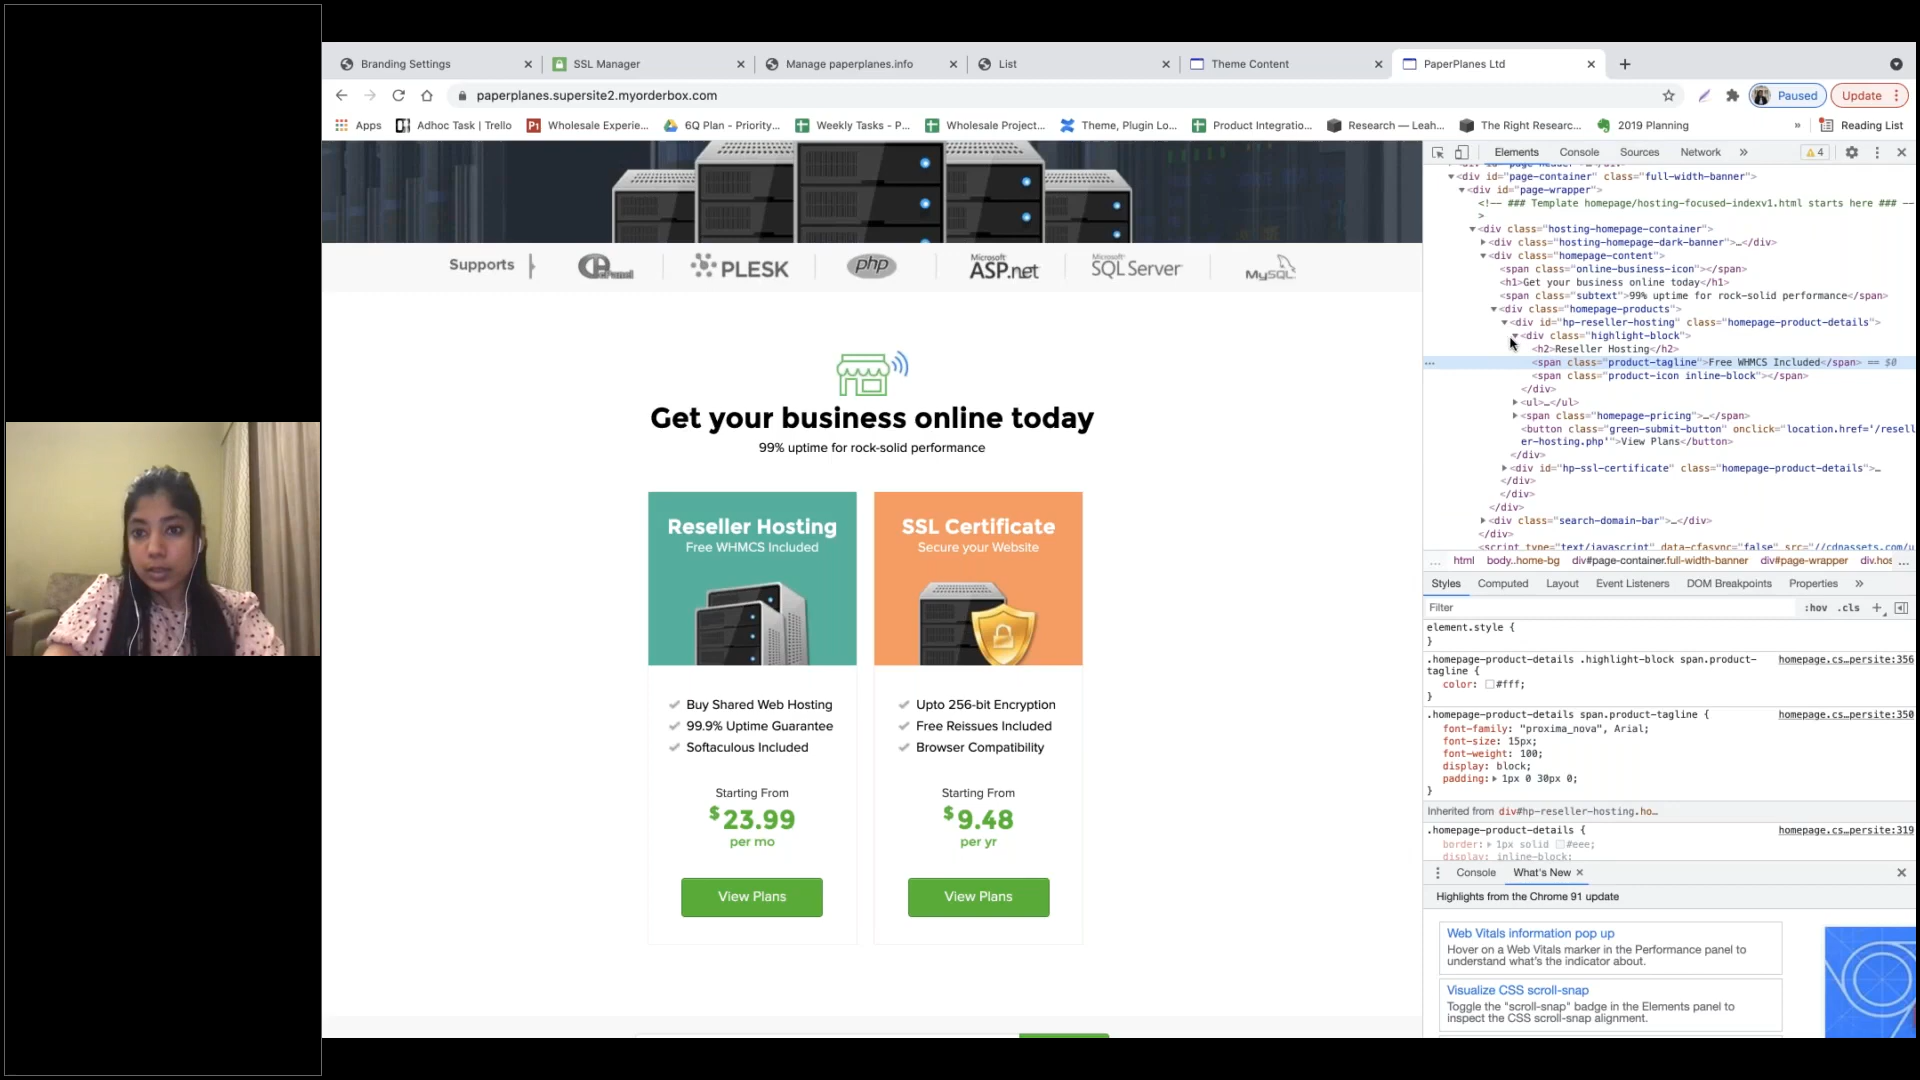 Branding Settings
SSL Manager
Manage paperplanes.info
List
Theme Content
PaperPlanes Ltd
paperplanes.supersite2.myorderbox.com
Paused
Update
Apps
Adhoc Task | Trello
Wholesale Experie...
6Q Plan - Priority...
Weekly Tasks - P...
Wholesale Project...
Theme, Plugin Lo...
Product Integratio...
Research — Leah...
The Right Researc...
2019 Planning
»
Reading List
Supports
cPanel
PLESK
php
Microsoft
ASP.net
Microsoft
SQL Server
MySQL
Get your business online today
99% uptime for rock-solid performance
Reseller Hosting
Free WHMCS Included
Buy Shared Web Hosting
99.9% Uptime Guarantee
Softaculous Included
Starting From
$23.99
per mo
View Plans
SSL Certificate
Secure your Website
Upto 256-bit Encryption
Free Reissues Included
Browser Compatibility
Starting From
$9.48
per yr
View Plans
Elements Console Sources Network » 4
<div id="page-container" class="full-width-banner">
<div id="page-wrapper">
<!-- ### Template homepage/hosting-focused-indexv1.html starts here ### --
>
<div class="hosting-homepage-container">
<div class="hosting-homepage-dark-banner">…</div>
<div class="homepage-content">
<span class="online-business-icon"></span>
<h1>Get your business online today</h1>
<span class="subtext">99% uptime for rock-solid performance</span>
<div class="homepage-products">
<div id="hp-reseller-hosting" class="homepage-product-details">
<div class="highlight-block">
<h2>Reseller Hosting</h2>
<span class="product-tagline">Free WHMCS Included</span> == $0
<span class="product-icon inline-block"></span>
</div>
<ul>…</ul>
<span class="homepage-pricing">…</span>
<button class="green-submit-button" onclick="location.href='/resell
er-hosting.php'">View Plans</button>
</div>
<div id="hp-ssl-certificate" class="homepage-product-details">…
</div>
</div>
</div>
<div class="search-domain-bar">…</div>
</div>
<script type="text/javascript" data-cfasync="false" src="//cdnassets.com/u
... html body..home-bg div#page-container.full-width-banner div#page-wrapper div.hos ...
Styles Computed Layout Event Listeners DOM Breakpoints Properties »
Filter :hov .cls +
element.style {
}
.homepage-product-details .highlight-block span.product- homepage.cs…persite:356
tagline {
color: #fff;
}
.homepage-product-details span.product-tagline { homepage.cs…persite:350
font-family: "proxima_nova", Arial;
font-size: 15px;
font-weight: 100;
display: block;
padding: 1px 0 30px 0;
}
Inherited from div#hp-reseller-hosting.ho…
.homepage-product-details { homepage.cs…persite:319
border: 1px solid #eee;
display: inline-block;
Console What's New
Highlights from the Chrome 91 update
Web Vitals information pop up
Hover on a Web Vitals marker in the Performance panel to
understand what's the indicator about.
Visualize CSS scroll-snap
Toggle the "scroll-snap" badge in the Elements panel to
inspect the CSS scroll-snap alignment.